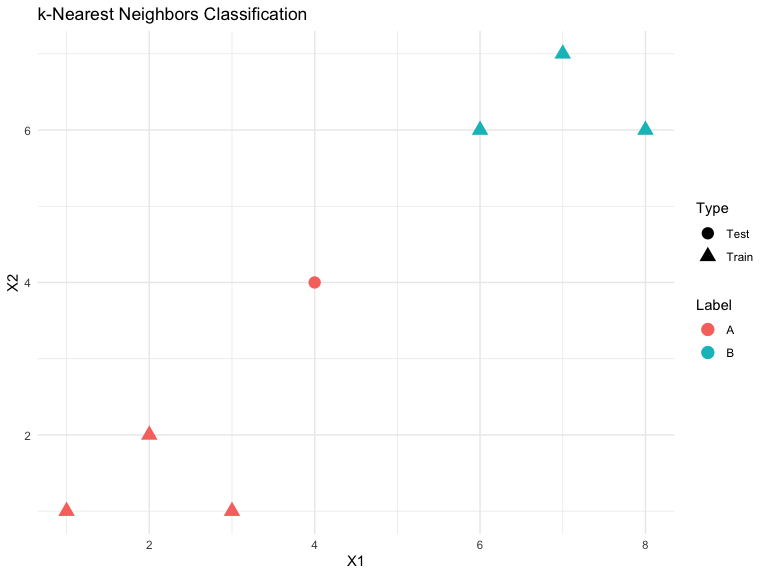 k-Nearest Neighbors Classification
6
4
2
X2
2
4
6
8
X1
Type
Test
Train
Label
A
B